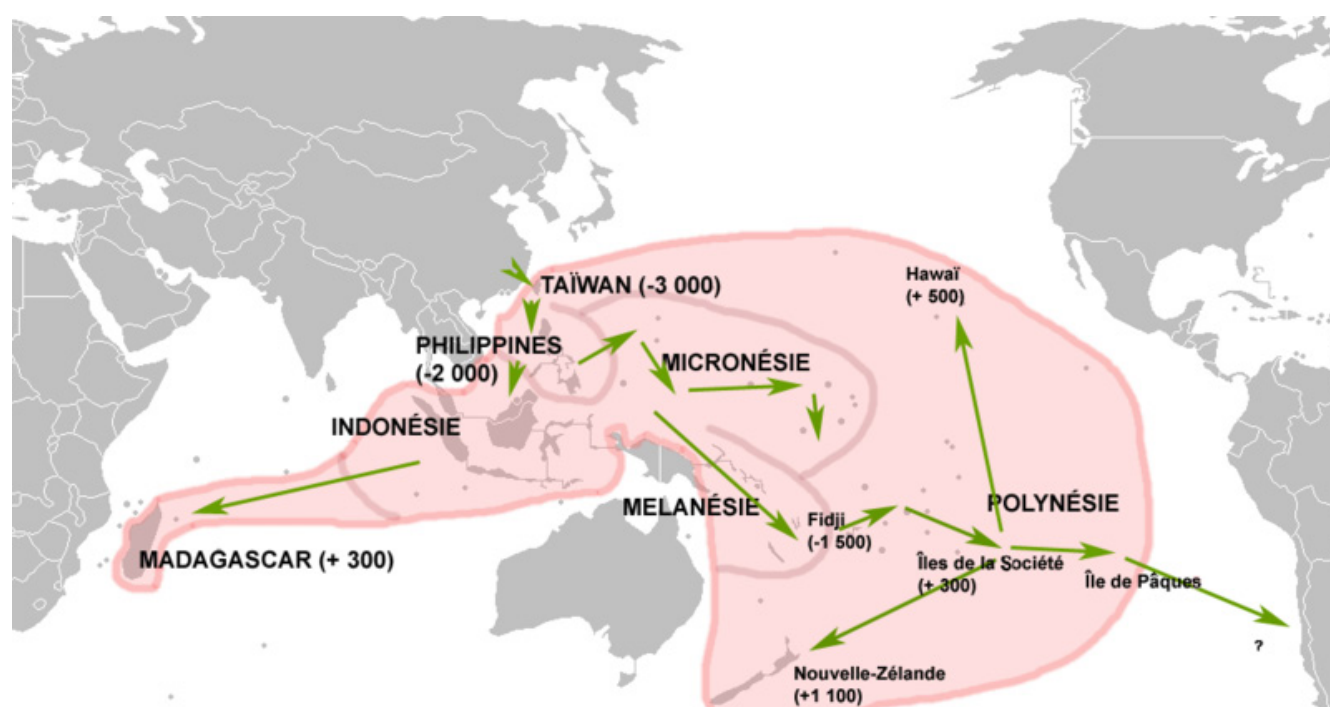 Hawaï
(+ 500)
TAÏWAN (-3 000)
PHILIPPINES
(-2 000)
MICRONÉSIE
INDONÉSIE
MELANÉSIE
POLYNÉSIE
Fidji
(-1 500)
Îles de la Société
(+ 300)
Île de Pâques
MADAGASCAR (+ 300)
?
Nouvelle-Zélande
(+1 100)